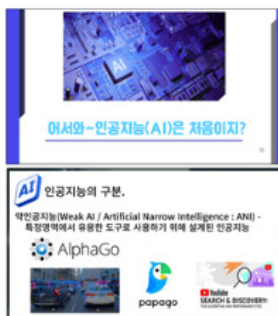 AI
어서와~인공지능(AI)은 처음이지?
AI 인공지능의 구분.
약인공지능(Weak AI / Artificial Narrow Intelligence : ANI) -
특정영역에서 유용한 도구로 사용하기 위해 설계된 인공지능
AlphaGo
papago
YouTube
SEARCH & DISCOVERY: